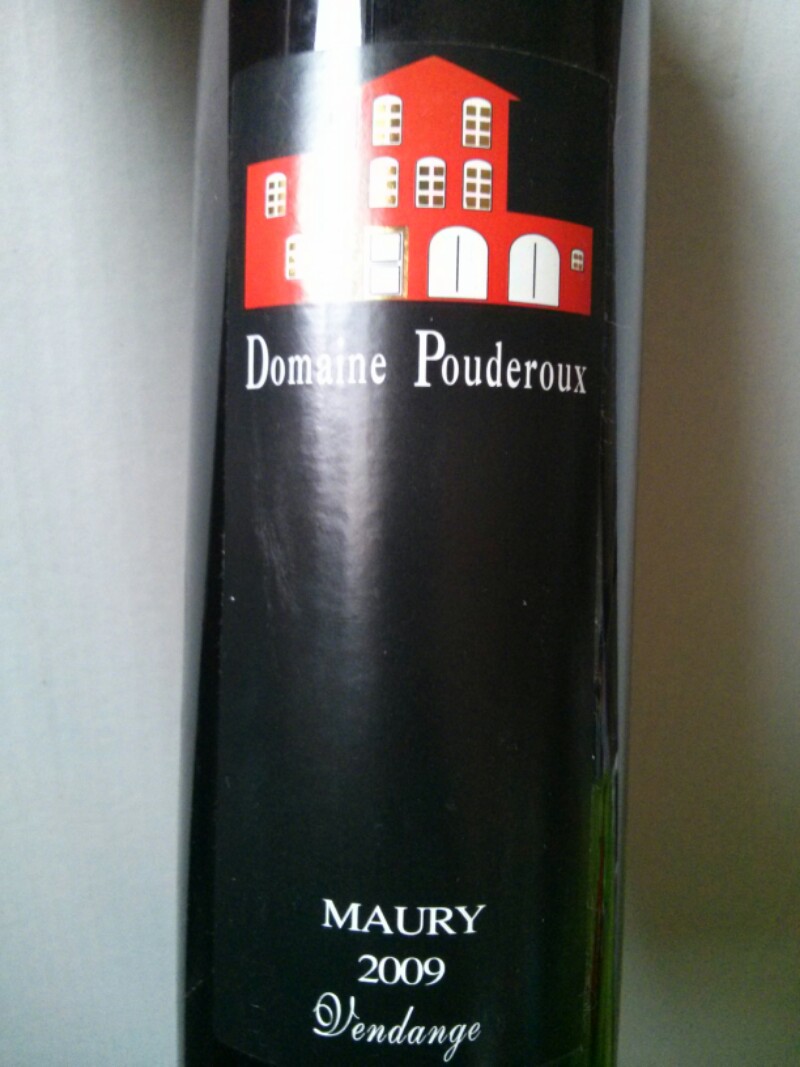 Domaine Pouderoux
MAURY
2009
Vendange